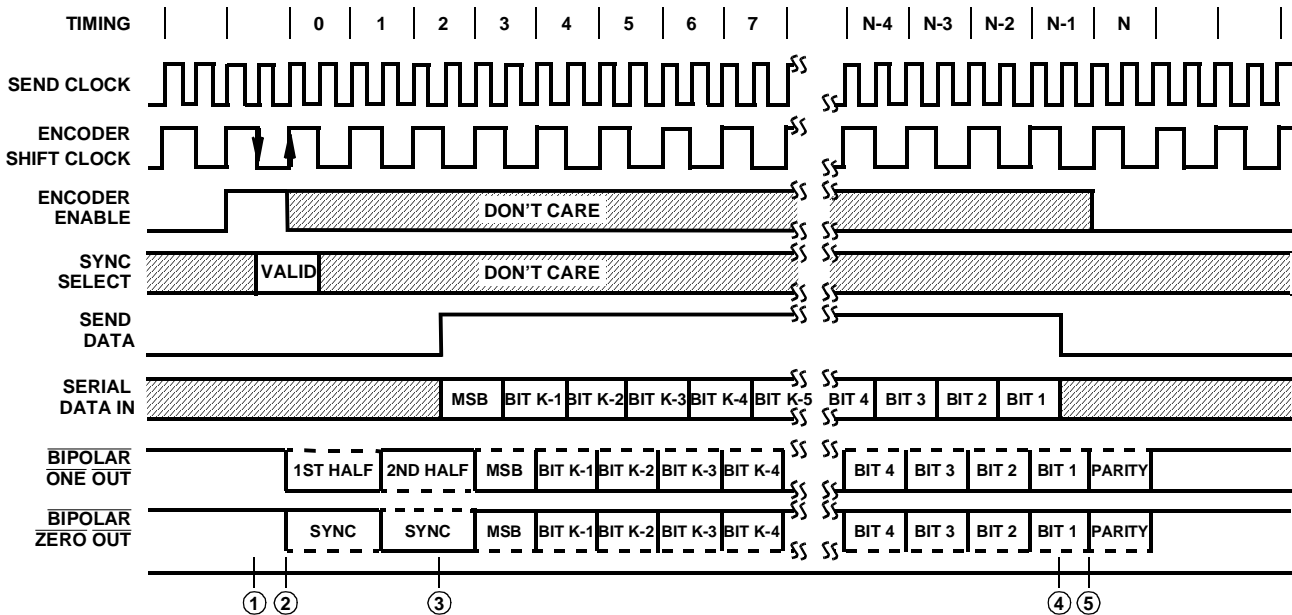 TIMING 0 1 2 3 4 5 6 7 N-4 N-3 N-2 N-1 N
SEND CLOCK
ENCODER
SHIFT CLOCK
ENCODER
ENABLE
DON'T CARE
SYNC
SELECT
VALID
DON'T CARE
SEND
DATA
SERIAL
DATA IN
MSB BIT K-1 BIT K-2 BIT K-3 BIT K-4 BIT K-5 BIT 4 BIT 3 BIT 2 BIT 1
BIPOLAR
ONE OUT
1ST HALF 2ND HALF MSB BIT K-1 BIT K-2 BIT K-3 BIT K-4 BIT 4 BIT 3 BIT 2 BIT 1 PARITY
BIPOLAR
ZERO OUT
SYNC SYNC MSB BIT K-1 BIT K-2 BIT K-3 BIT K-4 BIT 4 BIT 3 BIT 2 BIT 1 PARITY
1 2 3 4 5